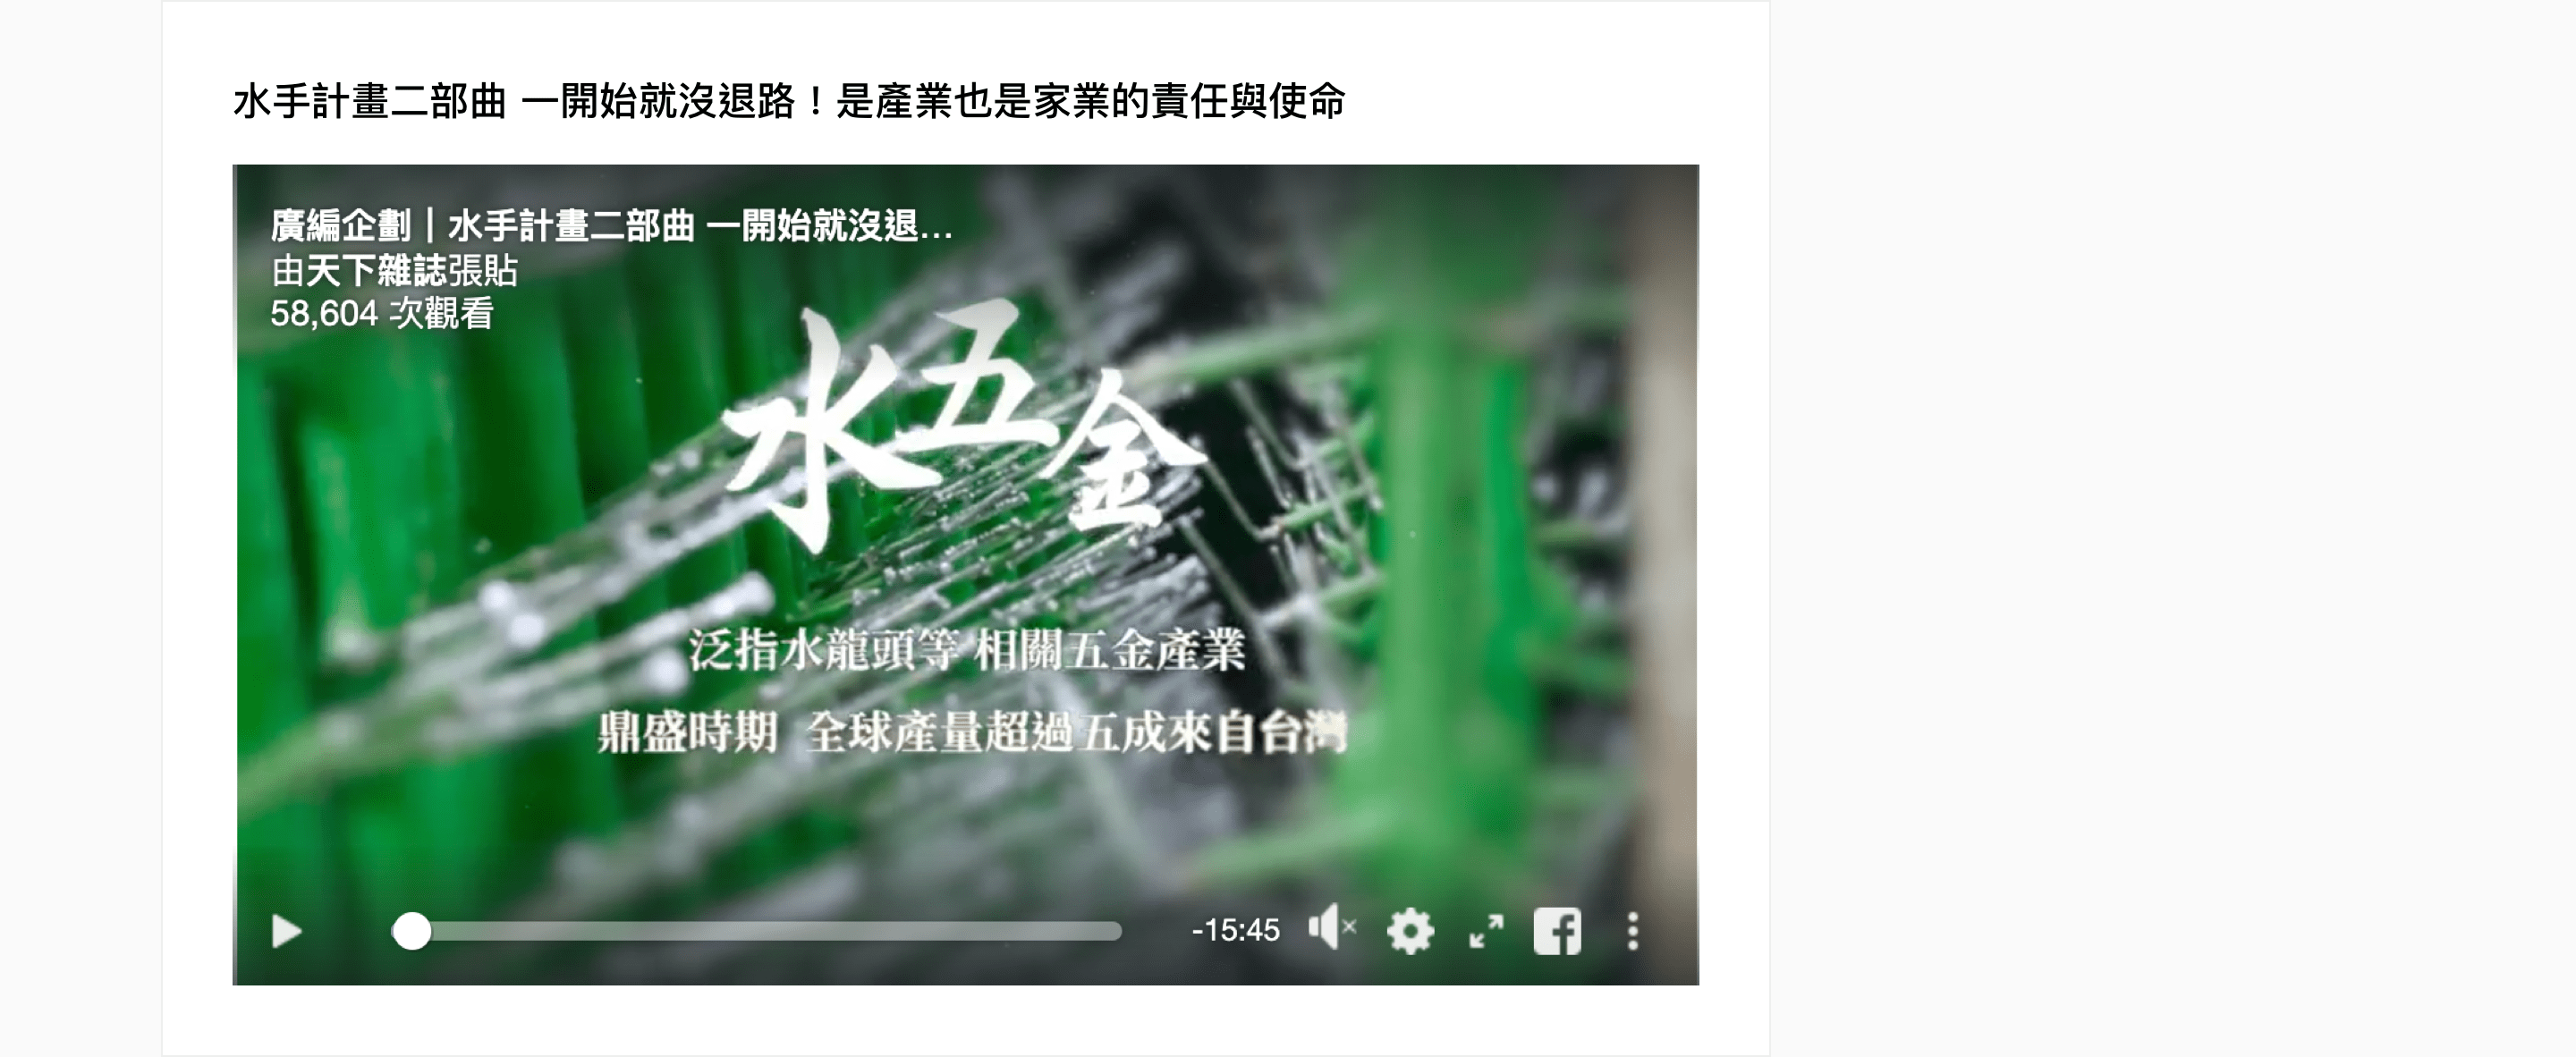 水手計畫二部曲 一開始就沒退路！是產業也是家業的責任與使命
廣編企劃｜水手計畫二部曲 一開始就沒退...
由天下雜誌張貼
58,604 次觀看
水五金
泛指水龍頭等 相關五金產業
鼎盛時期 全球產量超過五成來自台灣
-15:45